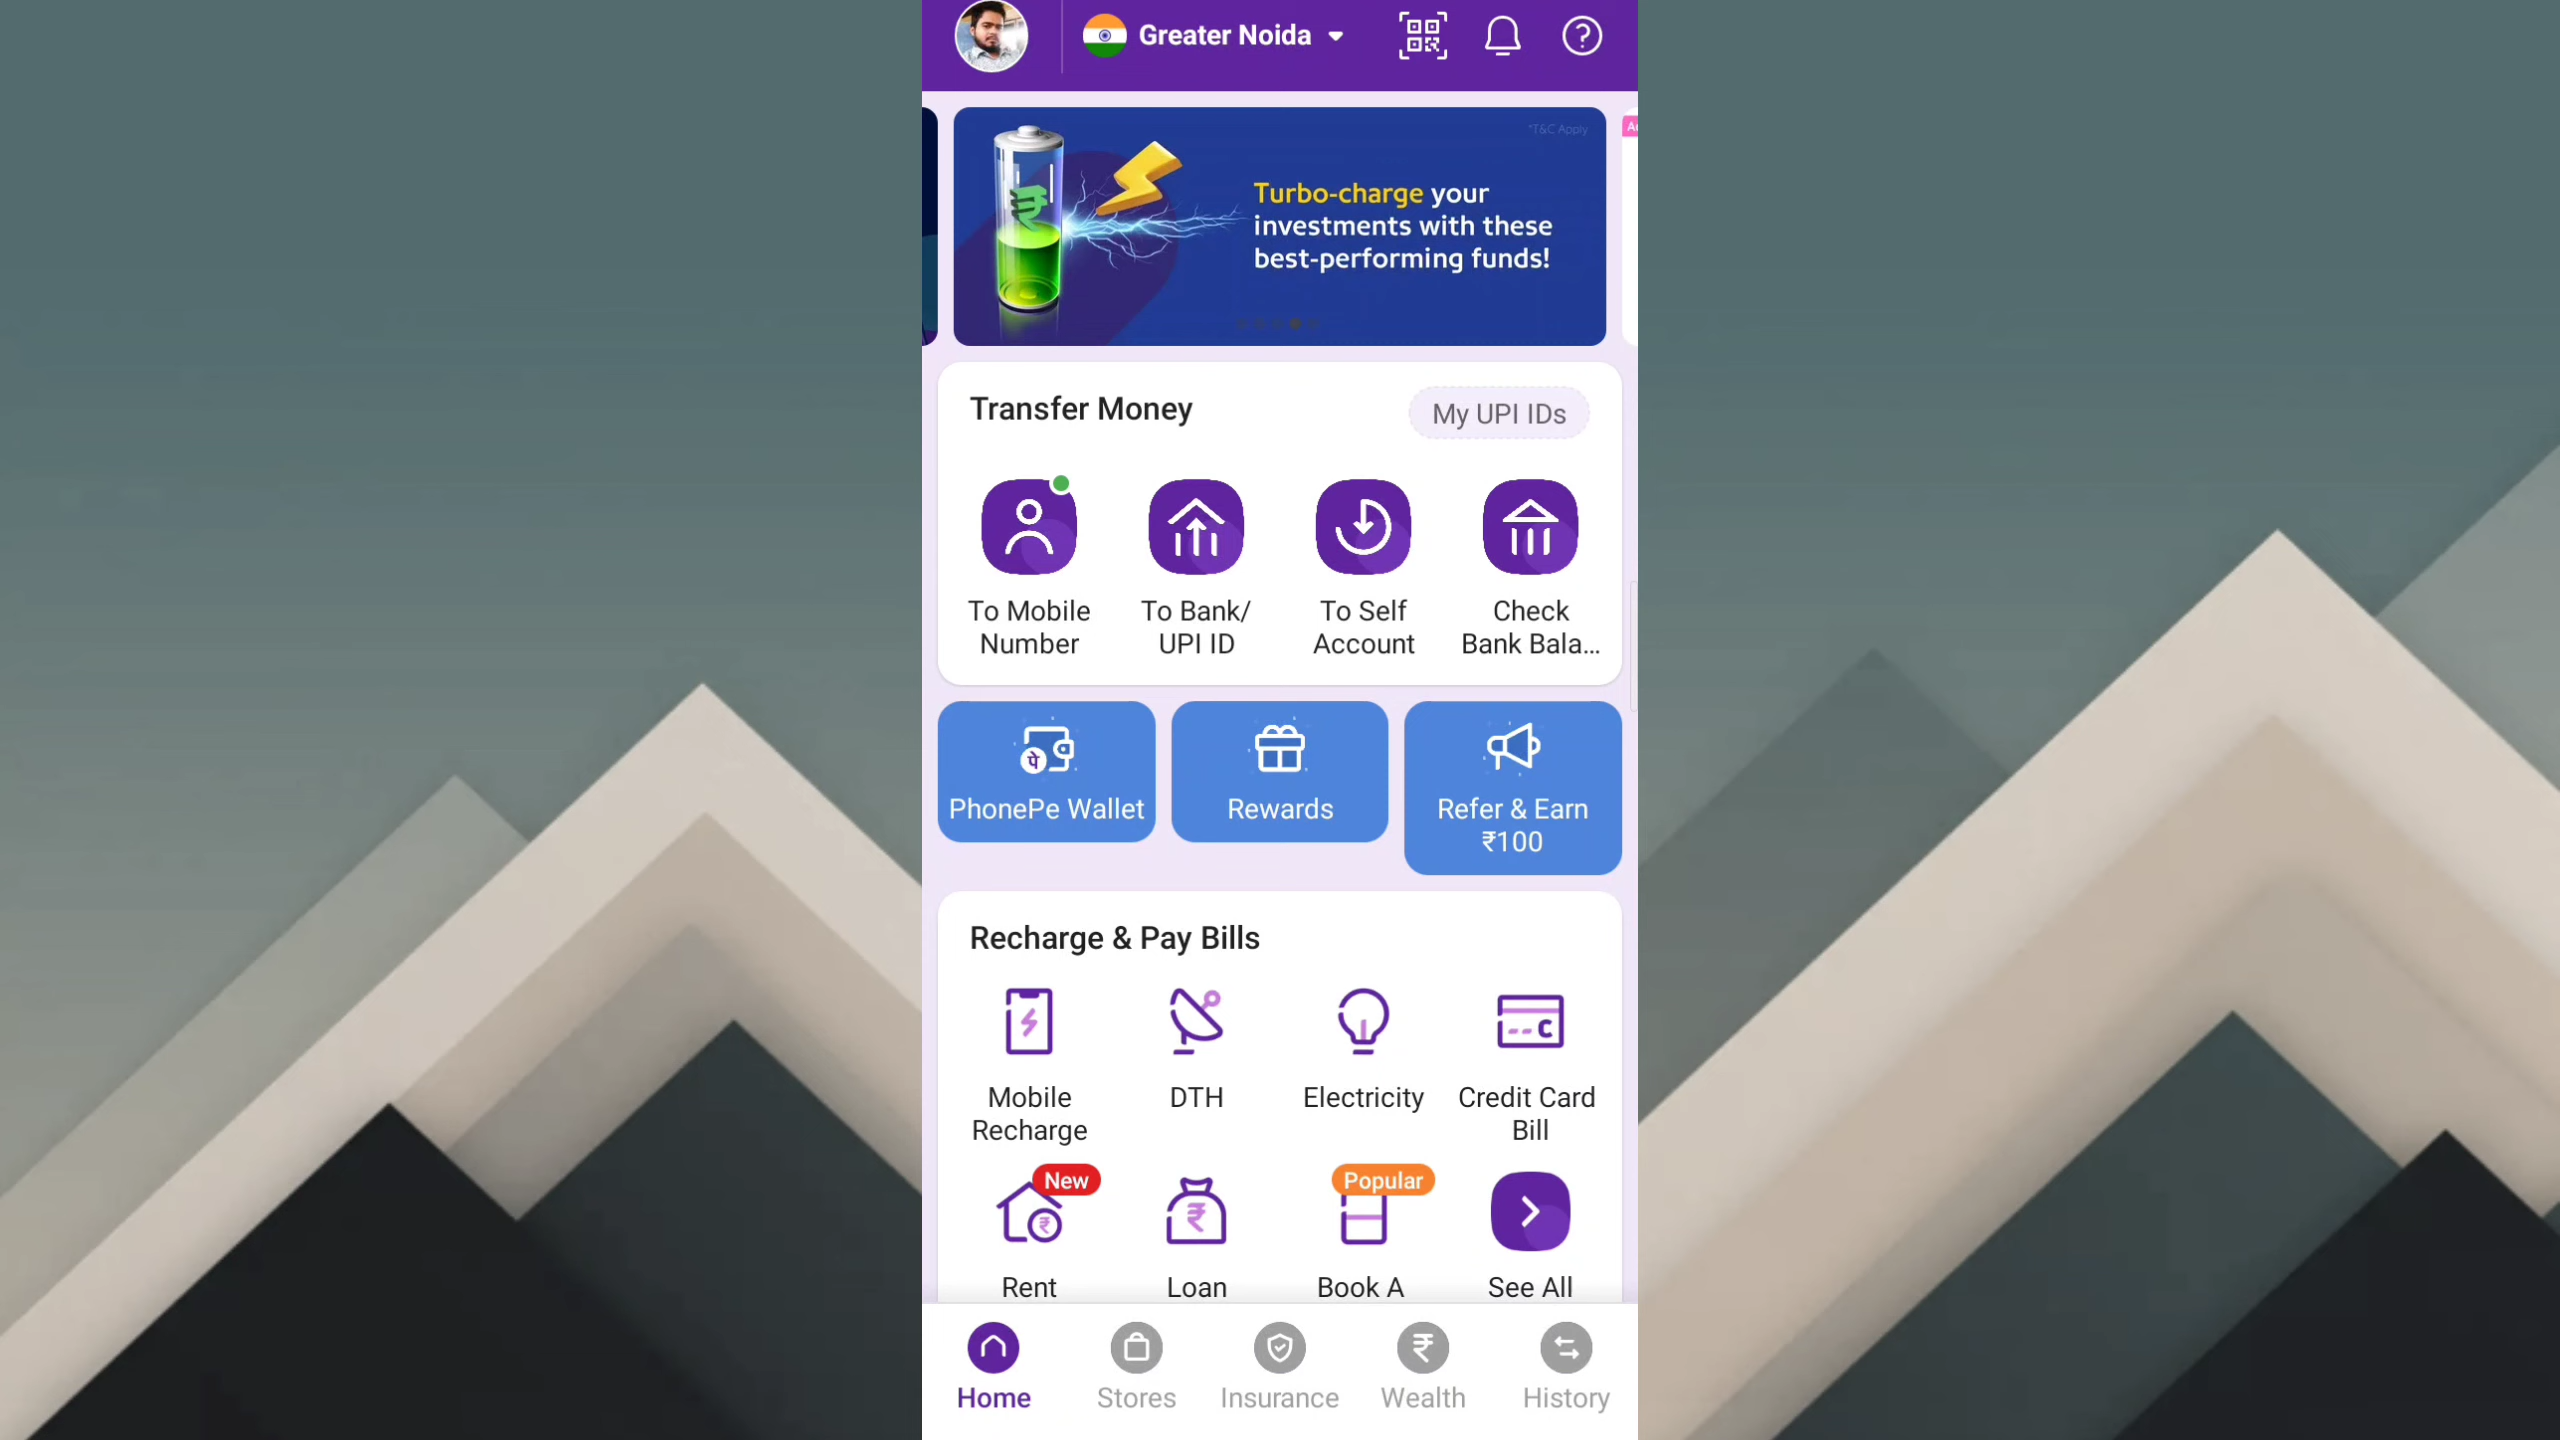 Greater Noida
*T&C Apply
Turbo-charge your
investments with these
best-performing funds!
Transfer Money
My UPI IDs
To Mobile
Number
To Bank/
UPI ID
To Self
Account
Check
Bank Bala...
पे
PhonePe Wallet
Rewards
Refer & Earn
₹100
Recharge & Pay Bills
Mobile
Recharge
DTH
Electricity
Credit Card
Bill
New
Popular
Rent
Loan
Book A
See All
Home
Stores
Insurance
Wealth
History